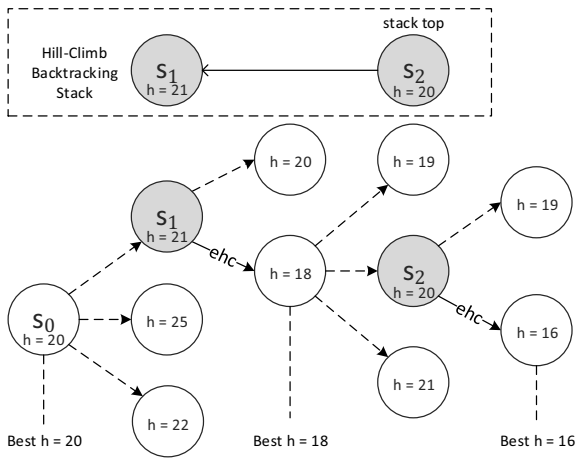 stack top
Hill-Climb
Backtracking
Stack
S₁
h = 21
S₂
h = 20
h = 20
h = 19
S₁
h = 21
h = 19
ehc
h = 18
S₂
h = 20
S₀
h = 20
h = 25
ehc
h = 16
h = 21
h = 22
Best h = 20
Best h = 18
Best h = 16